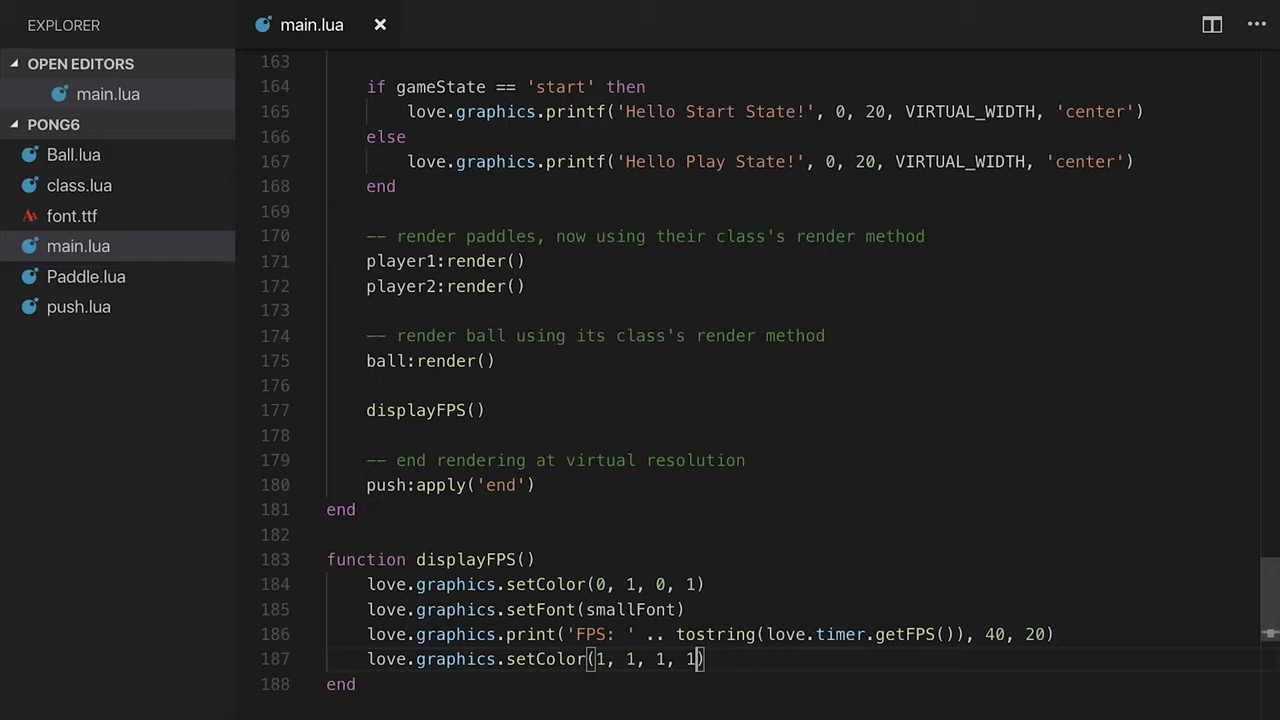 EXPLORER
main.lua ×
OPEN EDITORS
main.lua
PONG6
Ball.lua
class.lua
font.ttf
main.lua
Paddle.lua
push.lua
163
164 if gameState == 'start' then
165 love.graphics.printf('Hello Start State!', 0, 20, VIRTUAL_WIDTH, 'center')
166 else
167 love.graphics.printf('Hello Play State!', 0, 20, VIRTUAL_WIDTH, 'center')
168 end
169
170 -- render paddles, now using their class's render method
171 player1:render()
172 player2:render()
173
174 -- render ball using its class's render method
175 ball:render()
176
177 displayFPS()
178
179 -- end rendering at virtual resolution
180 push:apply('end')
181 end
182
183 function displayFPS()
184 love.graphics.setColor(0, 1, 0, 1)
185 love.graphics.setFont(smallFont)
186 love.graphics.print('FPS: ' .. tostring(love.timer.getFPS()), 40, 20)
187 love.graphics.setColor(1, 1, 1, 1)
188 end